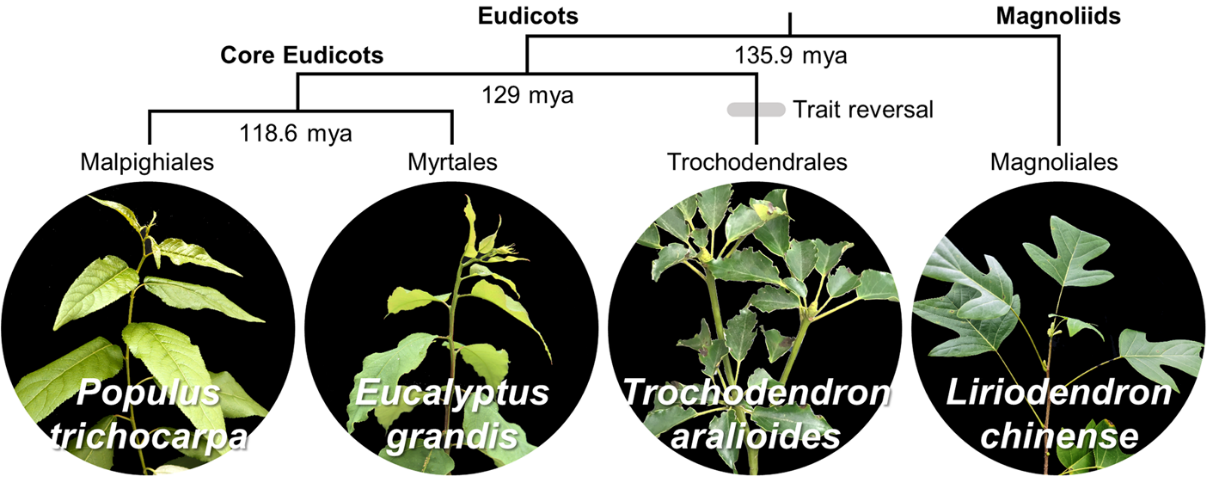 Eudicots
Magnoliids
Core Eudicots
135.9 mya
129 mya
Trait reversal
118.6 mya
Malpighiales
Myrtales
Trochodendrales
Magnoliales
Populus
trichocarpa
Eucalyptus
grandis
Trochodendron
aralioides
Liriodendron
chinense